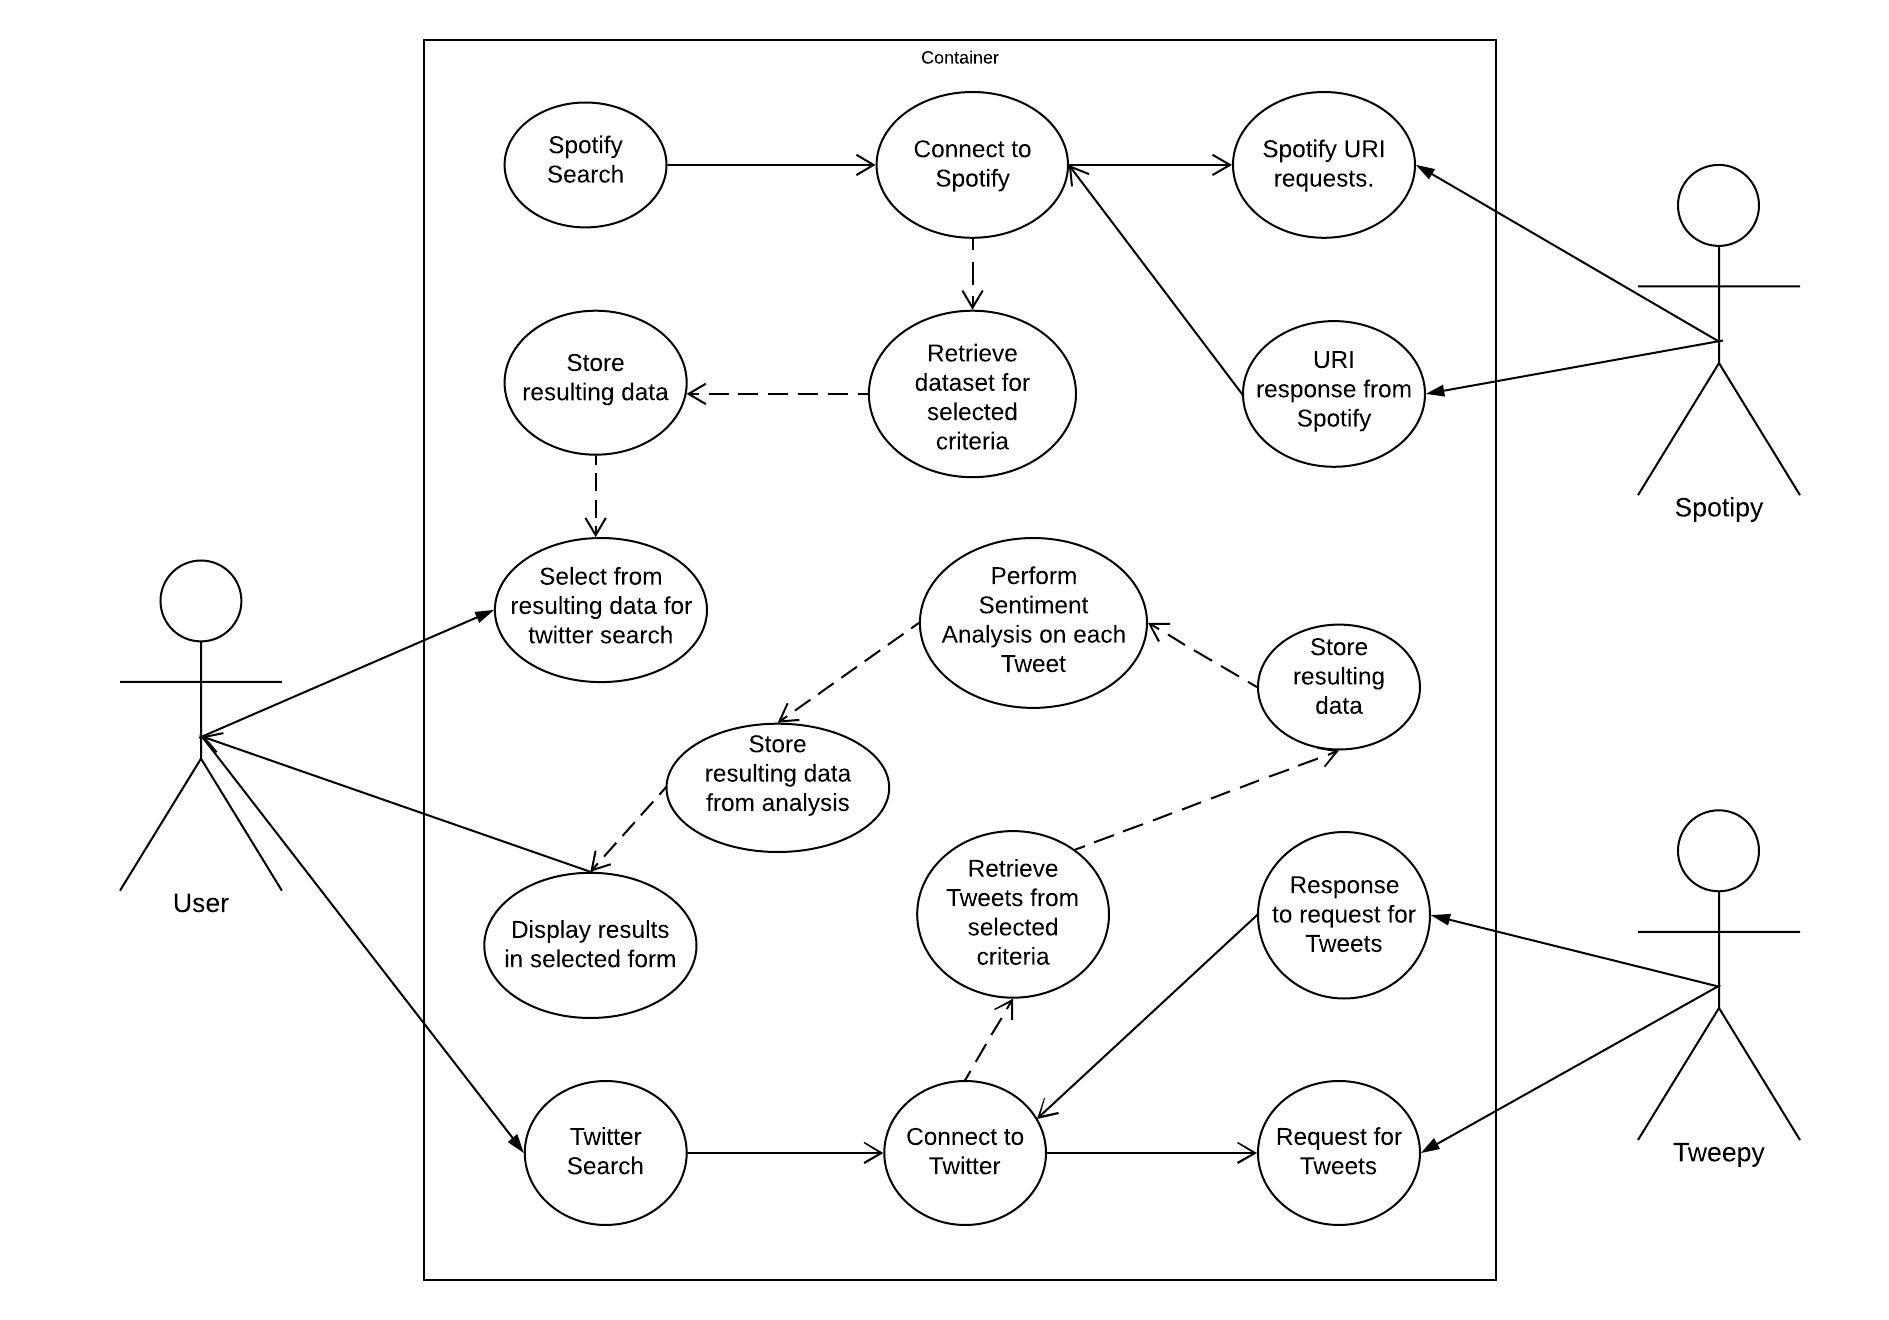 Container
Spotify
Search
Connect to
Spotify
Spotify URI
requests.
Store
resulting data
Retrieve
dataset for
selected
criteria
URI
response from
Spotify
Spotipy
Select from
resulting data for
twitter search
Perform
Sentiment
Analysis on each
Tweet
Store
resulting
data
Store
resulting data
from analysis
User
Display results
in selected form
Retrieve
Tweets from
selected
criteria
Response
to request for
Tweets
Twitter
Search
Connect to
Twitter
Request for
Tweets
Tweepy